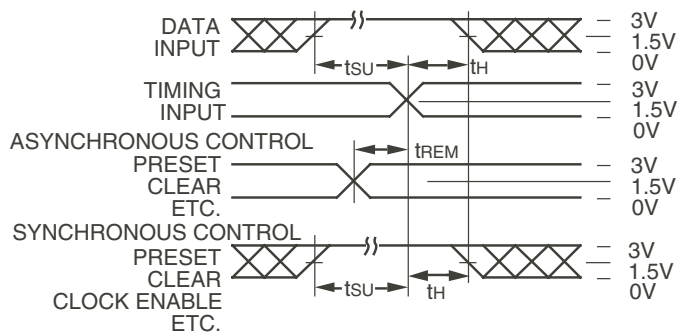 DATA
INPUT
tSU
tH
3V
1.5V
0V
TIMING
INPUT
3V
1.5V
0V
ASYNCHRONOUS CONTROL
PRESET
CLEAR
ETC.
tREM
3V
1.5V
0V
SYNCHRONOUS CONTROL
PRESET
CLEAR
CLOCK ENABLE
ETC.
tSU
tH
3V
1.5V
0V